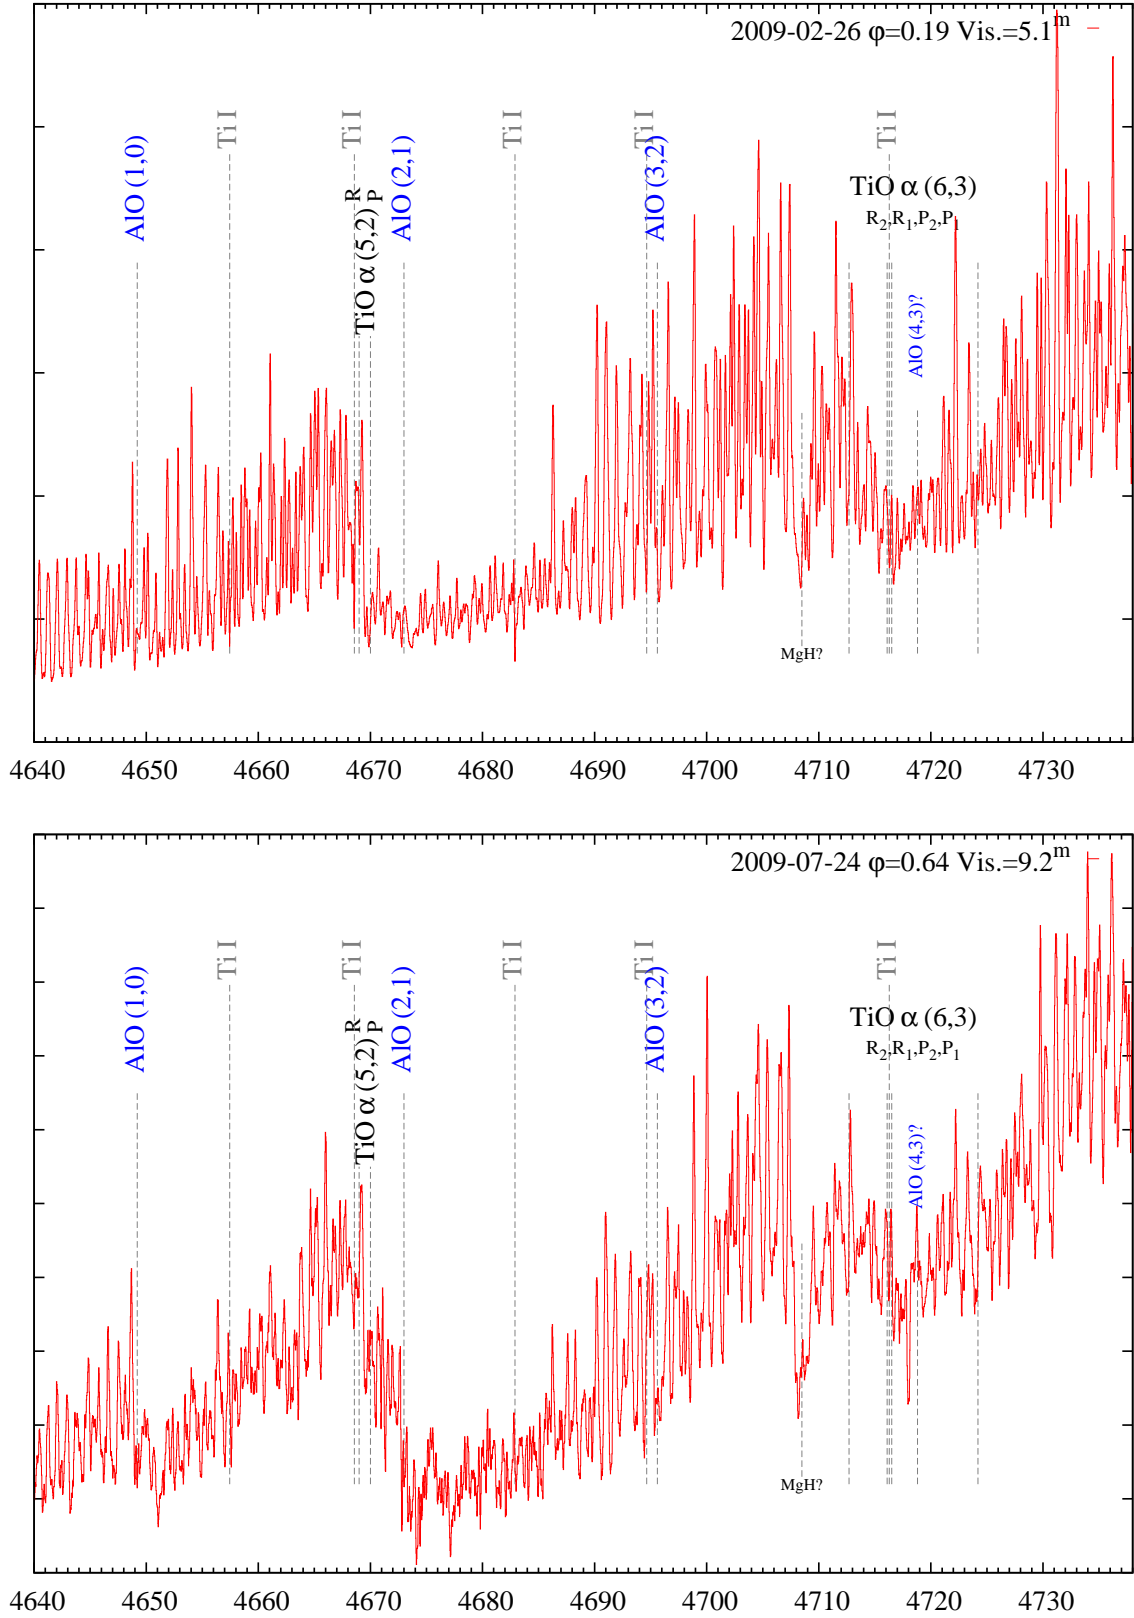 2009-02-26 φ=0.19 Vis.=5.1ᵐ
Ti I
Ti I
Ti I
Ti I
Ti I
AlO (1,0)
TiO α (5,2) R P
AlO (2,1)
AlO (3,2)
TiO α (6,3)
R₂,R₁,P₂,P₁
AlO (4,3)?
MgH?
4640 4650 4660 4670 4680 4690 4700 4710 4720 4730
2009-07-24 φ=0.64 Vis.=9.2ᵐ
Ti I
Ti I
Ti I
Ti I
Ti I
AlO (1,0)
TiO α (5,2) R P
AlO (2,1)
AlO (3,2)
TiO α (6,3)
R₂,R₁,P₂,P₁
AlO (4,3)?
MgH?
4640 4650 4660 4670 4680 4690 4700 4710 4720 4730